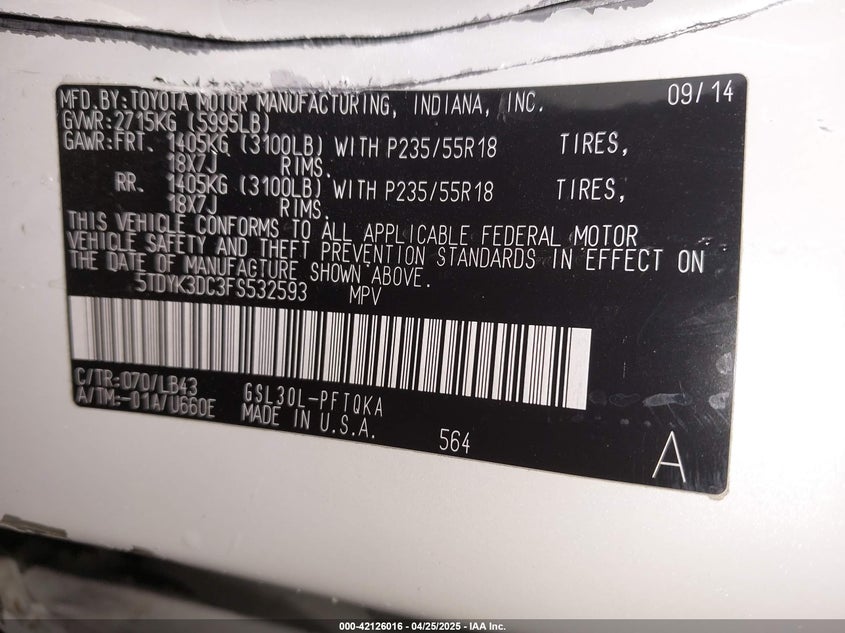 MFD.BY:TOYOTA MOTOR MANUFACTURING, INDIANA, INC. 09/14
GVWR:2715KG (5995LB)
GAWR:FRT. 1405KG (3100LB) WITH P235/55R18 TIRES,
18X7J RIMS.
RR. 1405KG (3100LB) WITH P235/55R18 TIRES,
18X7J RIMS.
THIS VEHICLE CONFORMS TO ALL APPLICABLE FEDERAL MOTOR
VEHICLE SAFETY AND THEFT PREVENTION STANDARDS IN EFFECT ON
THE DATE OF MANUFACTURE SHOWN ABOVE.
5TDYK3DC3FS532593 MPV
C/TR:070/LB43 GSL30L-PFTQKA
A/TM:-01A/U660E MADE IN U.S.A. 564 A
000-42126016 - 04/25/2025 - IAA Inc.